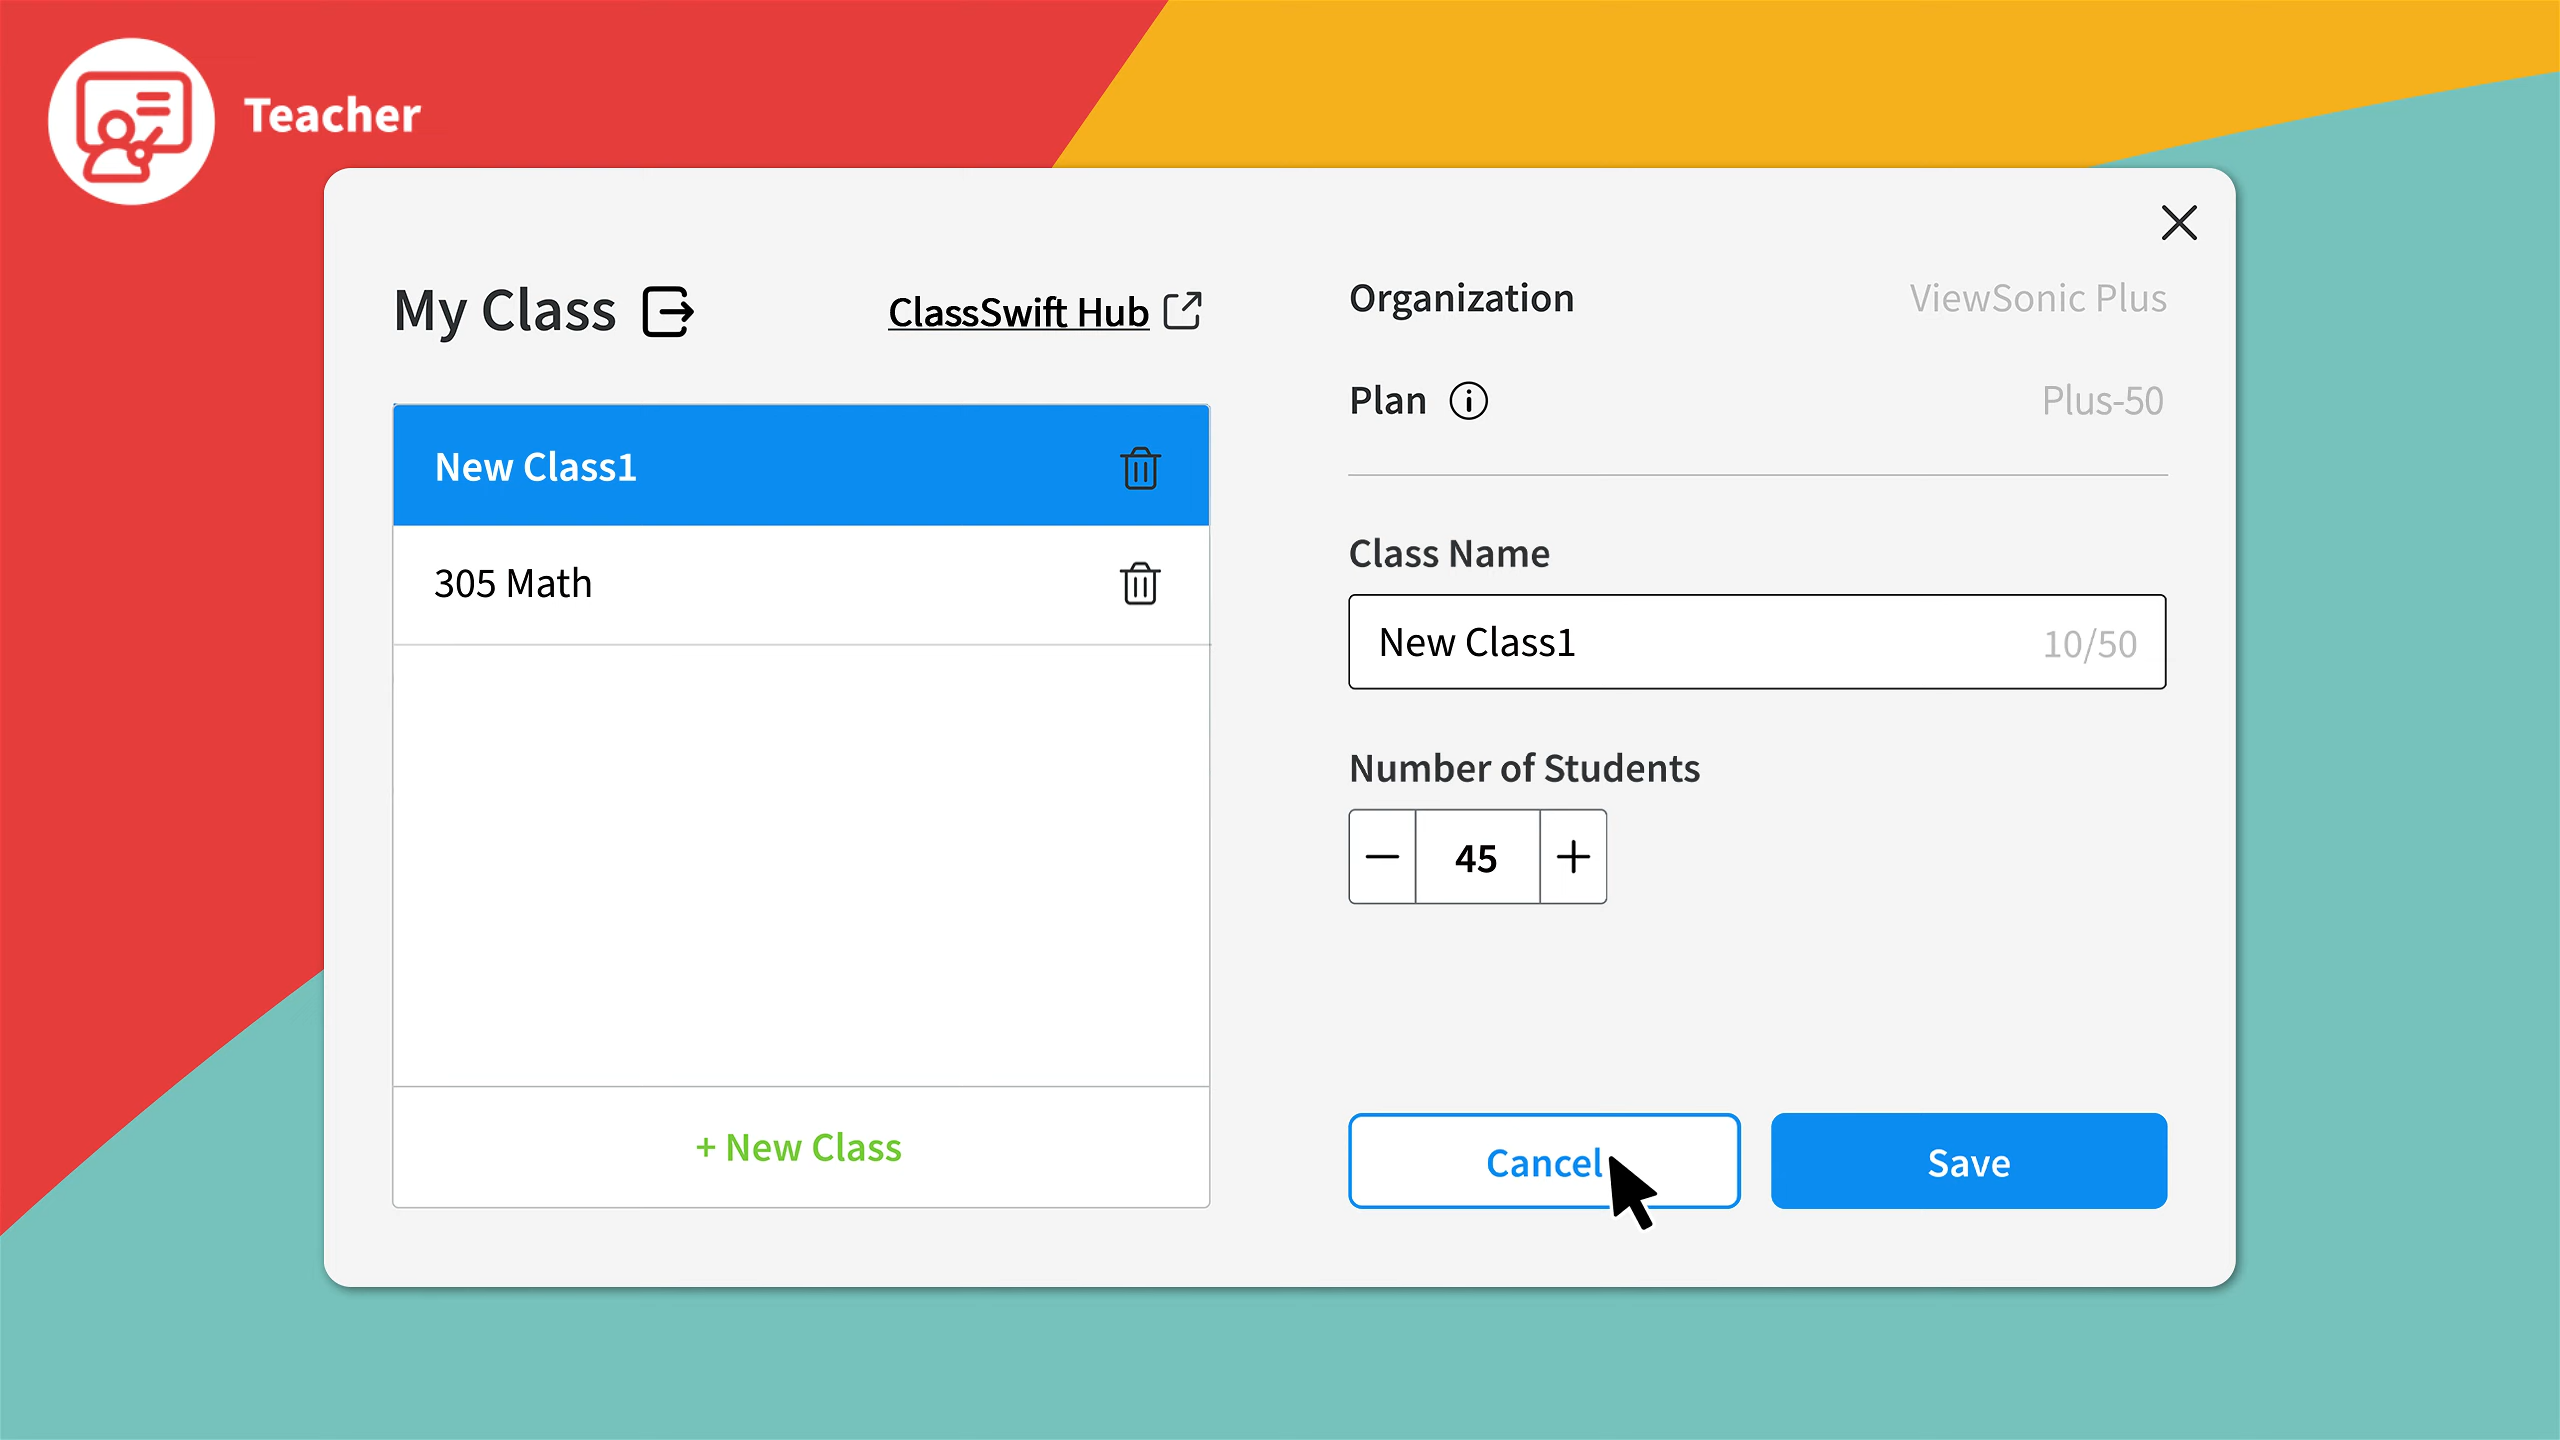 Teacher
My Class
ClassSwift Hub
New Class1
305 Math
+ New Class
Organization
ViewSonic Plus
Plan
Plus-50
Class Name
New Class1
10/50
Number of Students
45
Cancel
Save